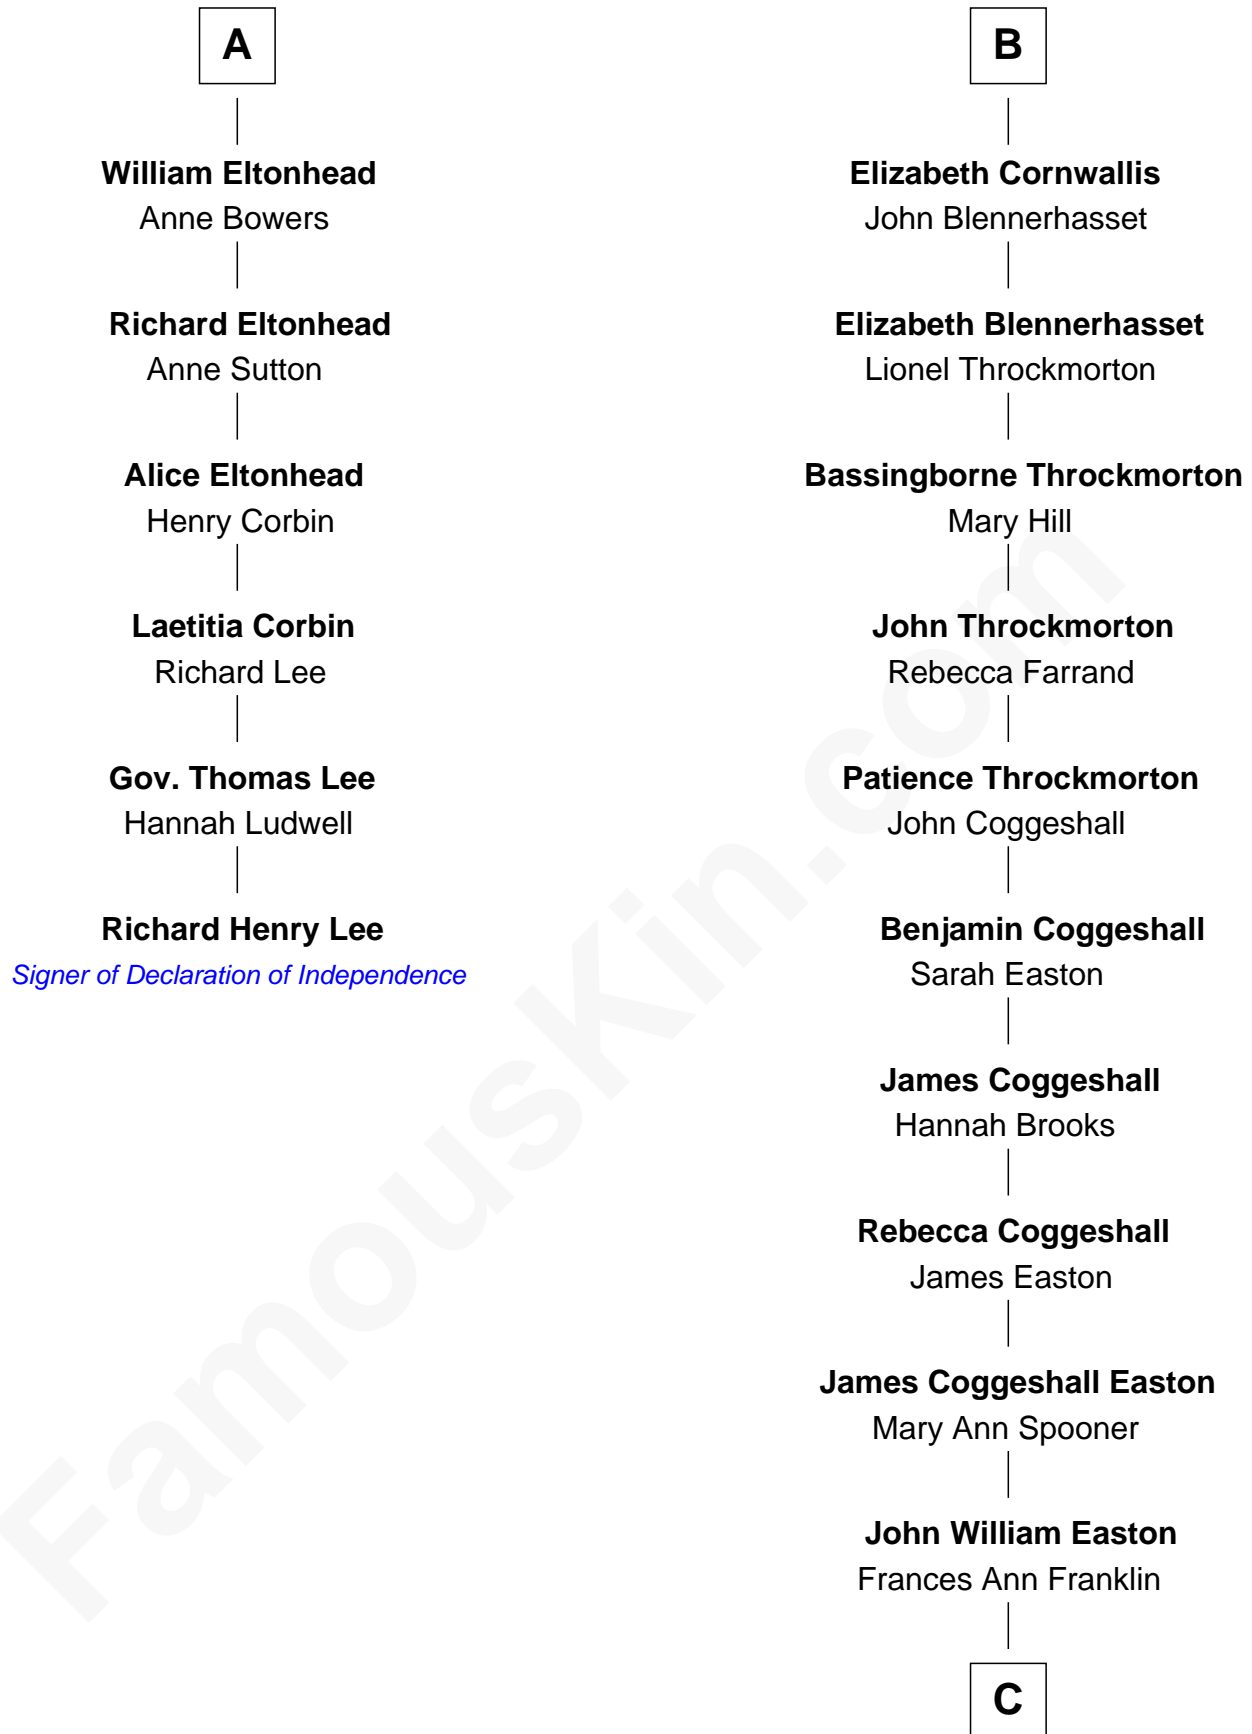 A
William Eltonhead
Anne Bowers
Richard Eltonhead
Anne Sutton
Alice Eltonhead
Henry Corbin
Laetitia Corbin
Richard Lee
Gov. Thomas Lee
Hannah Ludwell
Richard Henry Lee
Signer of Declaration of Independence
B
Elizabeth Cornwallis
John Blennerhasset
Elizabeth Blennerhasset
Lionel Throckmorton
Bassingborne Throckmorton
Mary Hill
John Throckmorton
Rebecca Farrand
Patience Throckmorton
John Coggeshall
Benjamin Coggeshall
Sarah Easton
James Coggeshall
Hannah Brooks
Rebecca Coggeshall
James Easton
James Coggeshall Easton
Mary Ann Spooner
John William Easton
Frances Ann Franklin
C
FamousKin.com